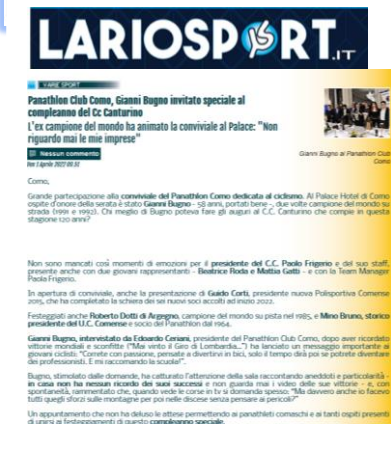 LARIOSPORT.IT
VARIE SPORT
Panathlon Club Como, Gianni Bugno invitato speciale al
compleanno del Cc Canturino
L'ex campione del mondo ha animato la conviviale al Palace: "Non
riguardo mai le mie imprese"
Nessun commento
Ven 1 Aprile 2022 00.32
Gianni Bugno al Panathlon Club
Como
Como,
Grande partecipazione alla conviviale del Panathlon Como dedicata al ciclismo. Al Palace Hotel di Como
ospite d'onore della serata è stato Gianni Bugno - 58 anni, portati bene -, due volte campione del mondo su
strada (1991 e 1992). Chi meglio di Bugno poteva fare gli auguri al C.C. Canturino che compie in questa
stagione 120 anni?
Non sono mancati così momenti di emozioni per il presidente del C.C. Paolo Frigerio e del suo staff,
presente anche con due giovani rappresentanti - Beatrice Roda e Mattia Gatti - e con la Team Manager
Paola Frigerio.
In apertura di conviviale, anche la presentazione di Guido Corti, presidente nuova Polisportiva Comense
2015, che ha completato la schiera dei sei nuovi soci accolti ad inizio 2022.
Festeggiati anche Roberto Dotti di Argegno, campione del mondo su pista nel 1985, e Mino Bruno, storico
presidente del U.C. Comense e socio del Panathlon dal 1964.
Gianni Bugno, intervistato da Edoardo Ceriani, presidente del Panathlon Club Como, dopo aver ricordato
vittorie mondiali e sconfitte ("Mai vinto il Giro di Lombardia...") ha lanciato un messaggio importante ai
giovani ciclisti: "Correte con passione, pensate a divertirvi in bici, solo il tempo dirà poi se potrete diventare
dei professionisti. E mi raccomando la scuola!".
Bugno, stimolato dalle domande, ha catturato l'attenzione della sala raccontando aneddoti e particolarità -
in casa non ha nessun ricordo dei suoi successi e non guarda mai i video delle sue vittorie - e, con
spontaneità, rammentato che, quando vede le corse in tv si domanda spesso: "Ma davvero anche io facevo
tutti quegli sforzi sulle montagne per poi nelle discese senza pensare ai pericoli?"
Un appuntamento che non ha deluso le attese permettendo ai panathleti comaschi e ai tanti ospiti presenti
di unirsi ai festeggiamenti di questo compleanno speciale.